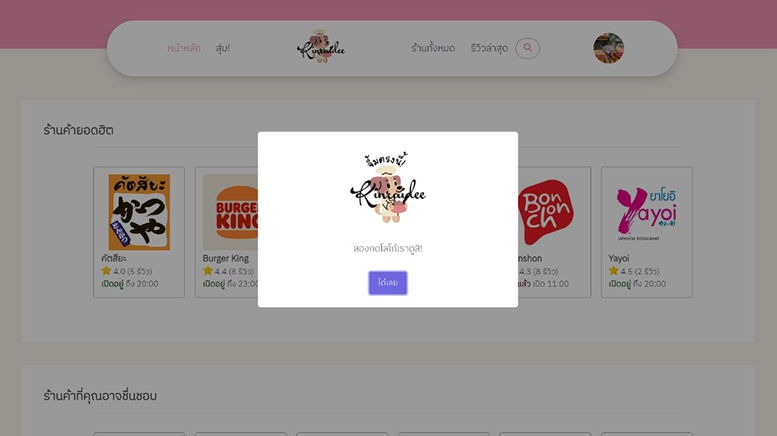 หน้าหลัก สุ่ม! Kinraidee ร้านทั้งหมด รีวิวล่าสุด
ร้านค้ายอดฮิต
คัตสึยะ
かつや
BURGER KING
BonChon
ยาโยอิ
Yayoi
JAPANESE RESTAURANT
คัตสึยะ
4.0 (5 รีวิว)
เปิดอยู่ ถึง 20:00
Burger King
4.4 (8 รีวิว)
เปิดอยู่ ถึง 23:00
จิ้มตรงนี้!
Kinraidee
ลองกดโลโก้เราดูสิ!
ได้เลย
nshon
4.3 (8 รีวิว)
แล้ว เปิด 11:00
Yayoi
4.5 (2 รีวิว)
เปิดอยู่ ถึง 20:00
ร้านค้าที่คุณอาจชื่นชอบ